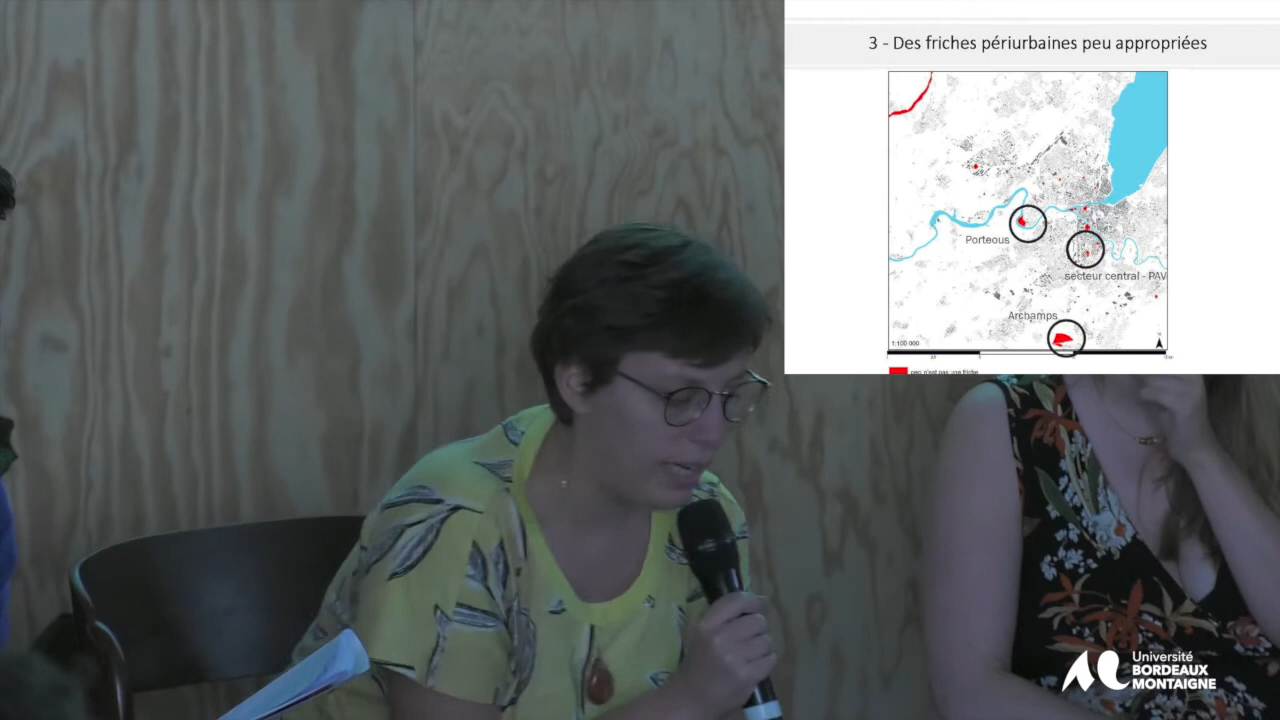 3 - Des friches périurbaines peu appropriées
Porteous
secteur central - PAV
Archamps
1:100 000
Université
BORDEAUX
MONTAIGNE